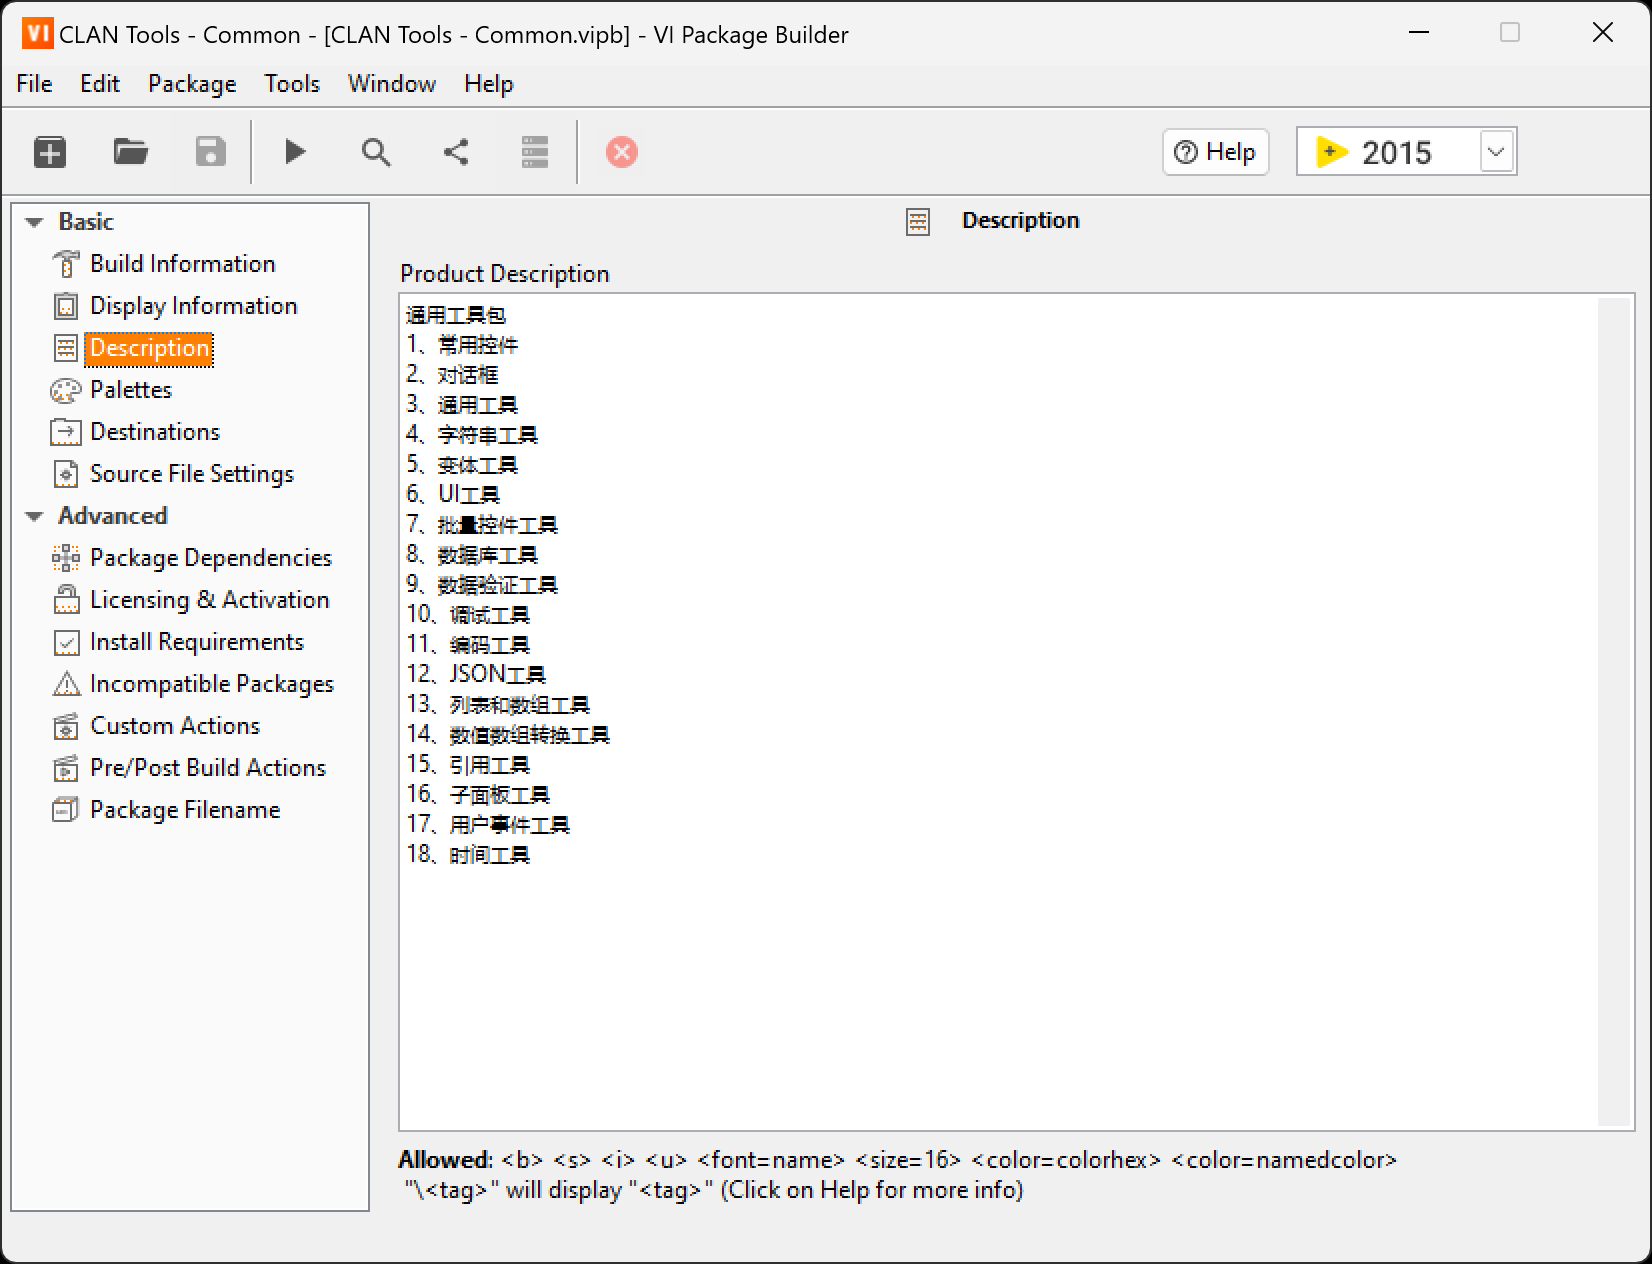 CLAN Tools - Common - [CLAN Tools - Common.vipb] - VI Package Builder
File Edit Package Tools Window Help
Help
2015
Basic
Build Information
Display Information
Description
Palettes
Destinations
Source File Settings
Advanced
Package Dependencies
Licensing & Activation
Install Requirements
Incompatible Packages
Custom Actions
Pre/Post Build Actions
Package Filename
Description
Product Description
通用工具包
1、常用控件
2、对话框
3、通用工具
4、字符串工具
5、变体工具
6、UI工具
7、批量控件工具
8、数据库工具
9、数据验证工具
10、调试工具
11、编码工具
12、JSON工具
13、列表和数组工具
14、数值数组转换工具
15、引用工具
16、子面板工具
17、用户事件工具
18、时间工具
Allowed: <b> <s> <i> <u> <font=name> <size=16> <color=colorhex> <color=namedcolor>
"\<tag>" will display "<tag>" (Click on Help for more info)